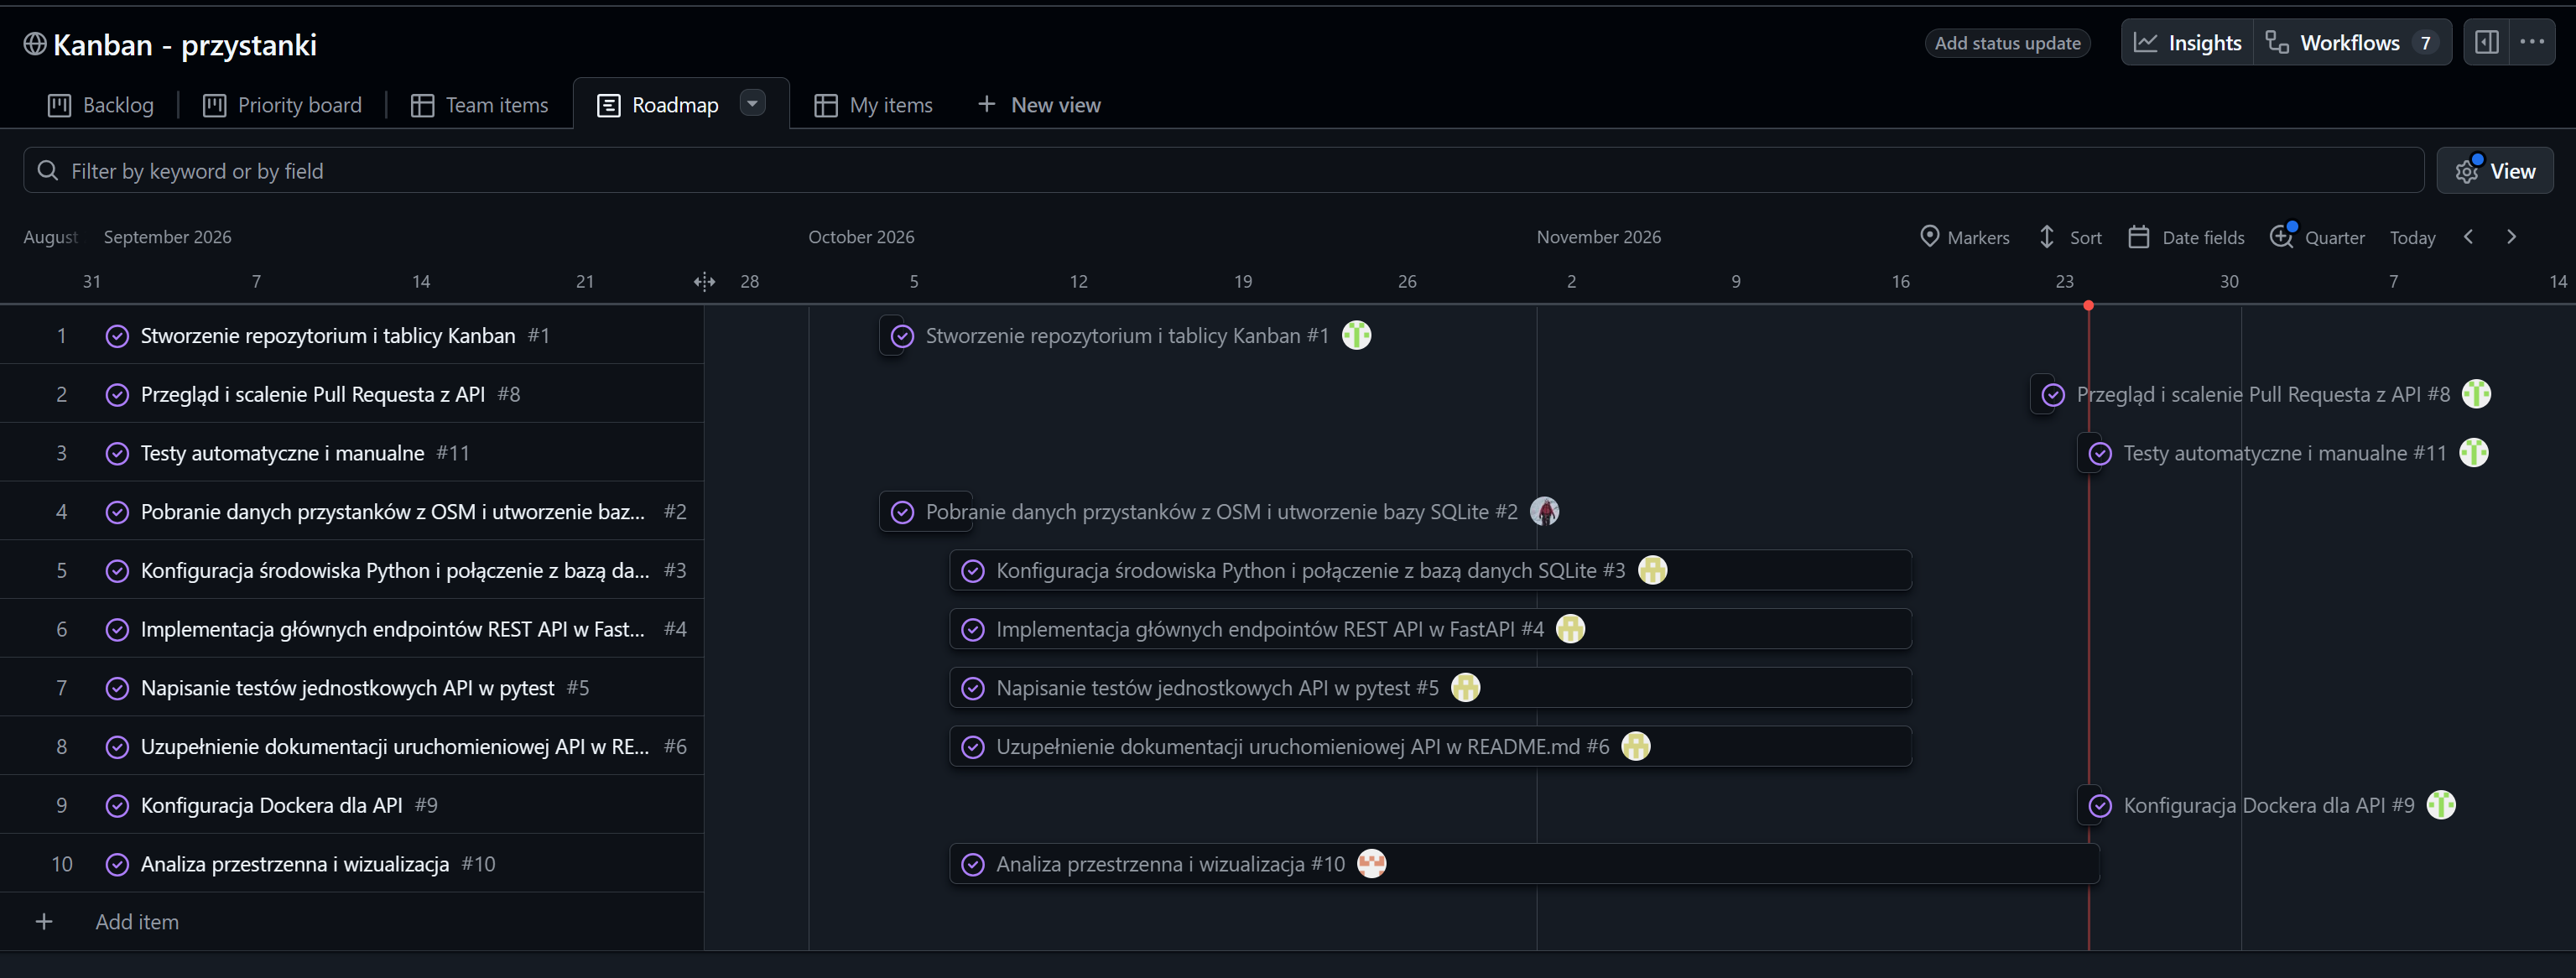 Kanban - przystanki
Add status update
Insights
Workflows 7
Backlog
Priority board
Team items
Roadmap
My items
New view
Filter by keyword or by field
View
August
September 2026
October 2026
November 2026
Markers
Sort
Date fields
Quarter
Today
31 7 14 21 28 5 12 19 26 2 9 16 23 30 7 14
1 Stworzenie repozytorium i tablicy Kanban #1
Stworzenie repozytorium i tablicy Kanban #1
2 Przegląd i scalenie Pull Requesta z API #8
Przegląd i scalenie Pull Requesta z API #8
3 Testy automatyczne i manualne #11
Testy automatyczne i manualne #11
4 Pobranie danych przystanków z OSM i utworzenie baz... #2
Pobranie danych przystanków z OSM i utworzenie bazy SQLite #2
5 Konfiguracja środowiska Python i połączenie z bazą da... #3
Konfiguracja środowiska Python i połączenie z bazą danych SQLite #3
6 Implementacja głównych endpointów REST API w Fast... #4
Implementacja głównych endpointów REST API w FastAPI #4
7 Napisanie testów jednostkowych API w pytest #5
Napisanie testów jednostkowych API w pytest #5
8 Uzupełnienie dokumentacji uruchomieniowej API w RE... #6
Uzupełnienie dokumentacji uruchomieniowej API w README.md #6
9 Konfiguracja Dockera dla API #9
Konfiguracja Dockera dla API #9
10 Analiza przestrzenna i wizualizacja #10
Analiza przestrzenna i wizualizacja #10
Add item